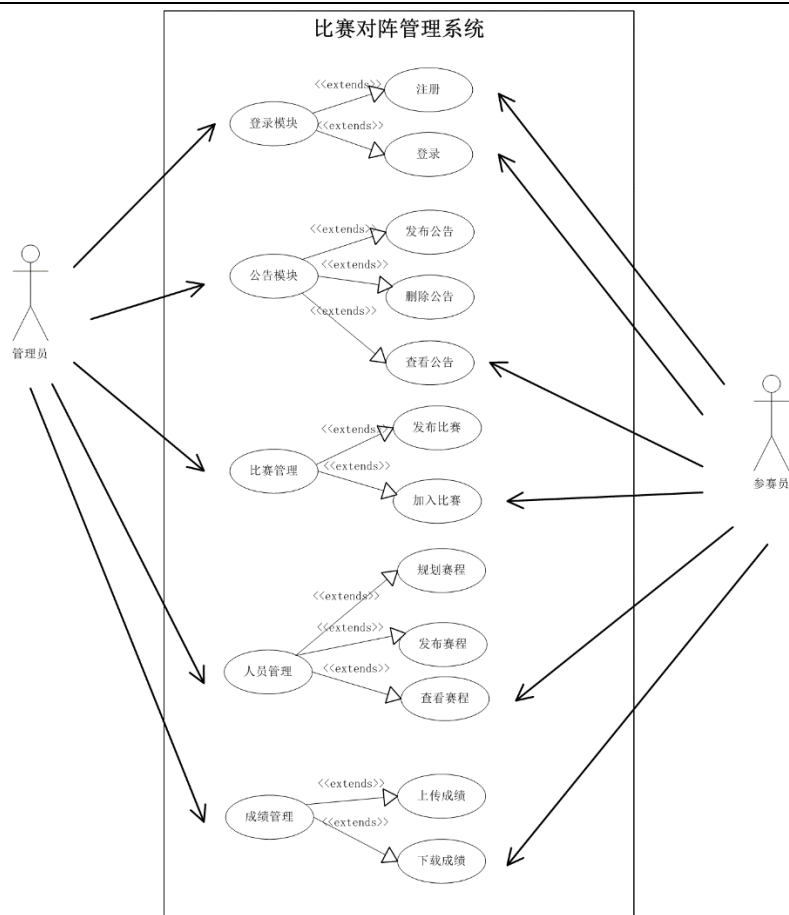 比赛对阵管理系统
<<extends>>
注册
登录模块
<<extends>>
登录
<<extends>>
发布公告
公告模块
<<extends>>
删除公告
<<extends>>
查看公告
管理员
<<extends>>
发布比赛
比赛管理
<<extends>>
加入比赛
参赛员
<<extends>>
规划赛程
<<extends>>
发布赛程
人员管理
<<extends>>
查看赛程
<<extends>>
上传成绩
成绩管理
<<extends>>
下载成绩